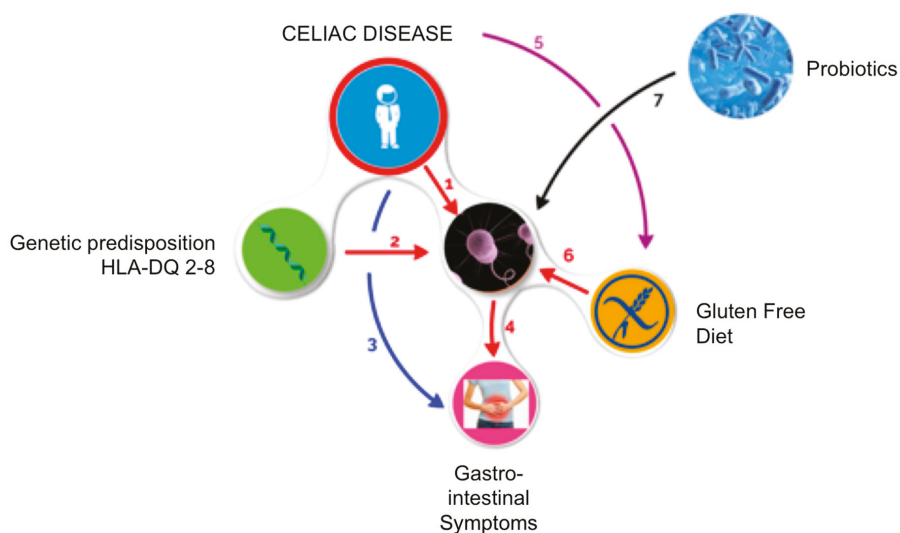 CELIAC DISEASE
5
Probiotics
7
1
Genetic predisposition
HLA-DQ 2-8
2
6
Gluten Free
Diet
3
4
Gastro-
intestinal
Symptoms